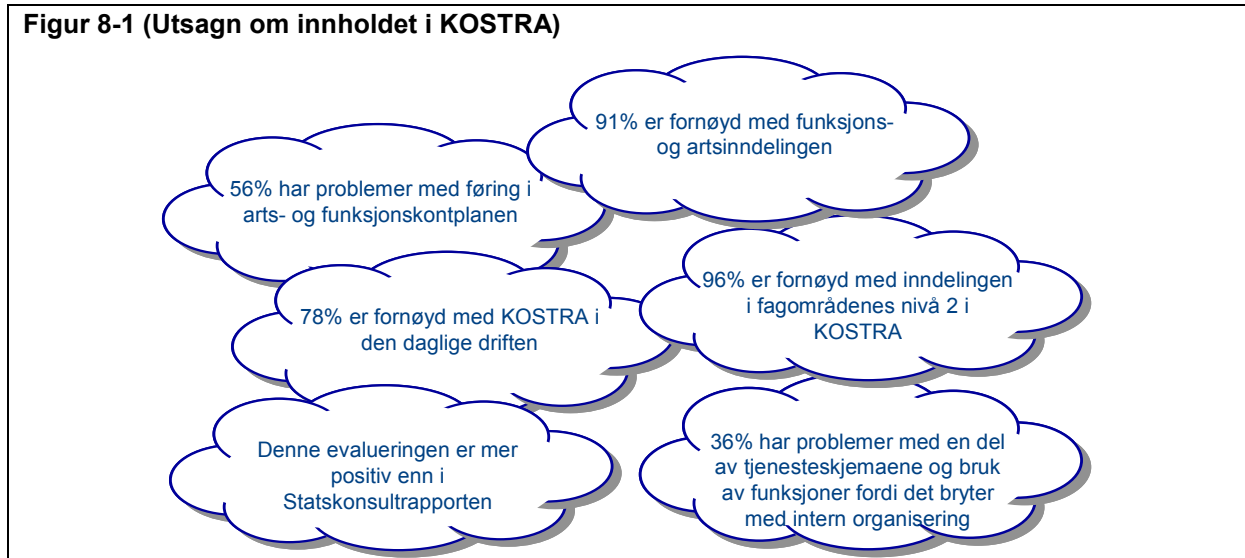 Figur 8-1 (Utsagn om innholdet i KOSTRA)
91% er fornøyd med funksjons-
og artsinndelingen
56% har problemer med føring i
arts- og funksjonskontplanen
96% er fornøyd med inndelingen
i fagområdenes nivå 2 i
KOSTRA
78% er fornøyd med KOSTRA i
den daglige driften
Denne evalueringen er mer
positiv enn i
Statskonsultrapporten
36% har problemer med en del
av tjenesteskjemaene og bruk
av funksjoner fordi det bryter
med intern organisering